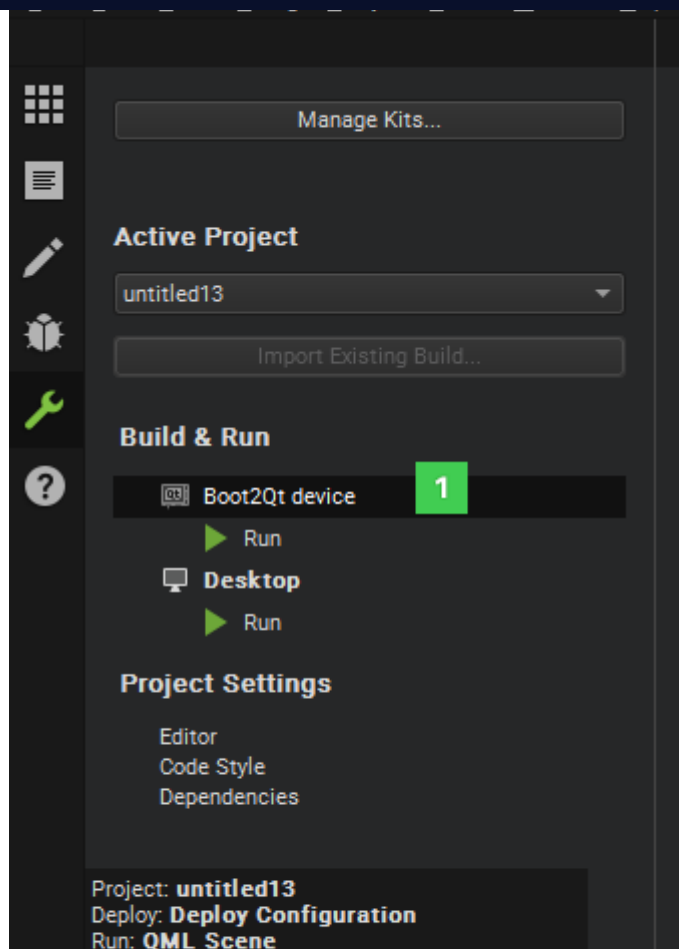 Manage Kits...
Active Project
untitled13
Import Existing Build...
Build & Run
Qt Boot2Qt device 1
Run
Desktop
Run
Project Settings
Editor
Code Style
Dependencies
Project: untitled13
Deploy: Deploy Configuration
Run: QML Scene